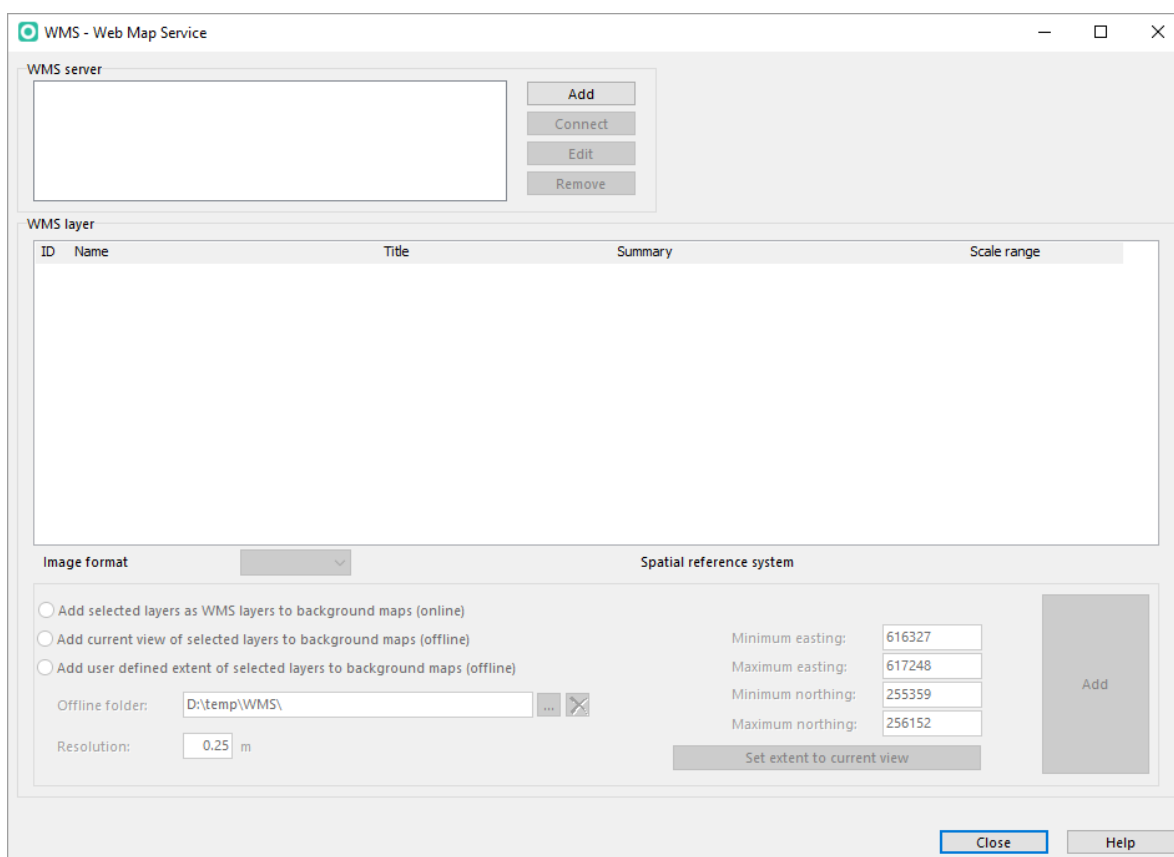 WMS - Web Map Service
WMS server
Add
Connect
Edit
Remove
WMS layer
ID Name Title Summary Scale range
Image format Spatial reference system
Add selected layers as WMS layers to background maps (online)
Add current view of selected layers to background maps (offline)
Add user defined extent of selected layers to background maps (offline)
Offline folder: D:\temp\WMS\ ...
Resolution: 0.25 m
Minimum easting: 616327
Maximum easting: 617248
Minimum northing: 255359
Maximum northing: 256152
Set extent to current view
Add
Close Help